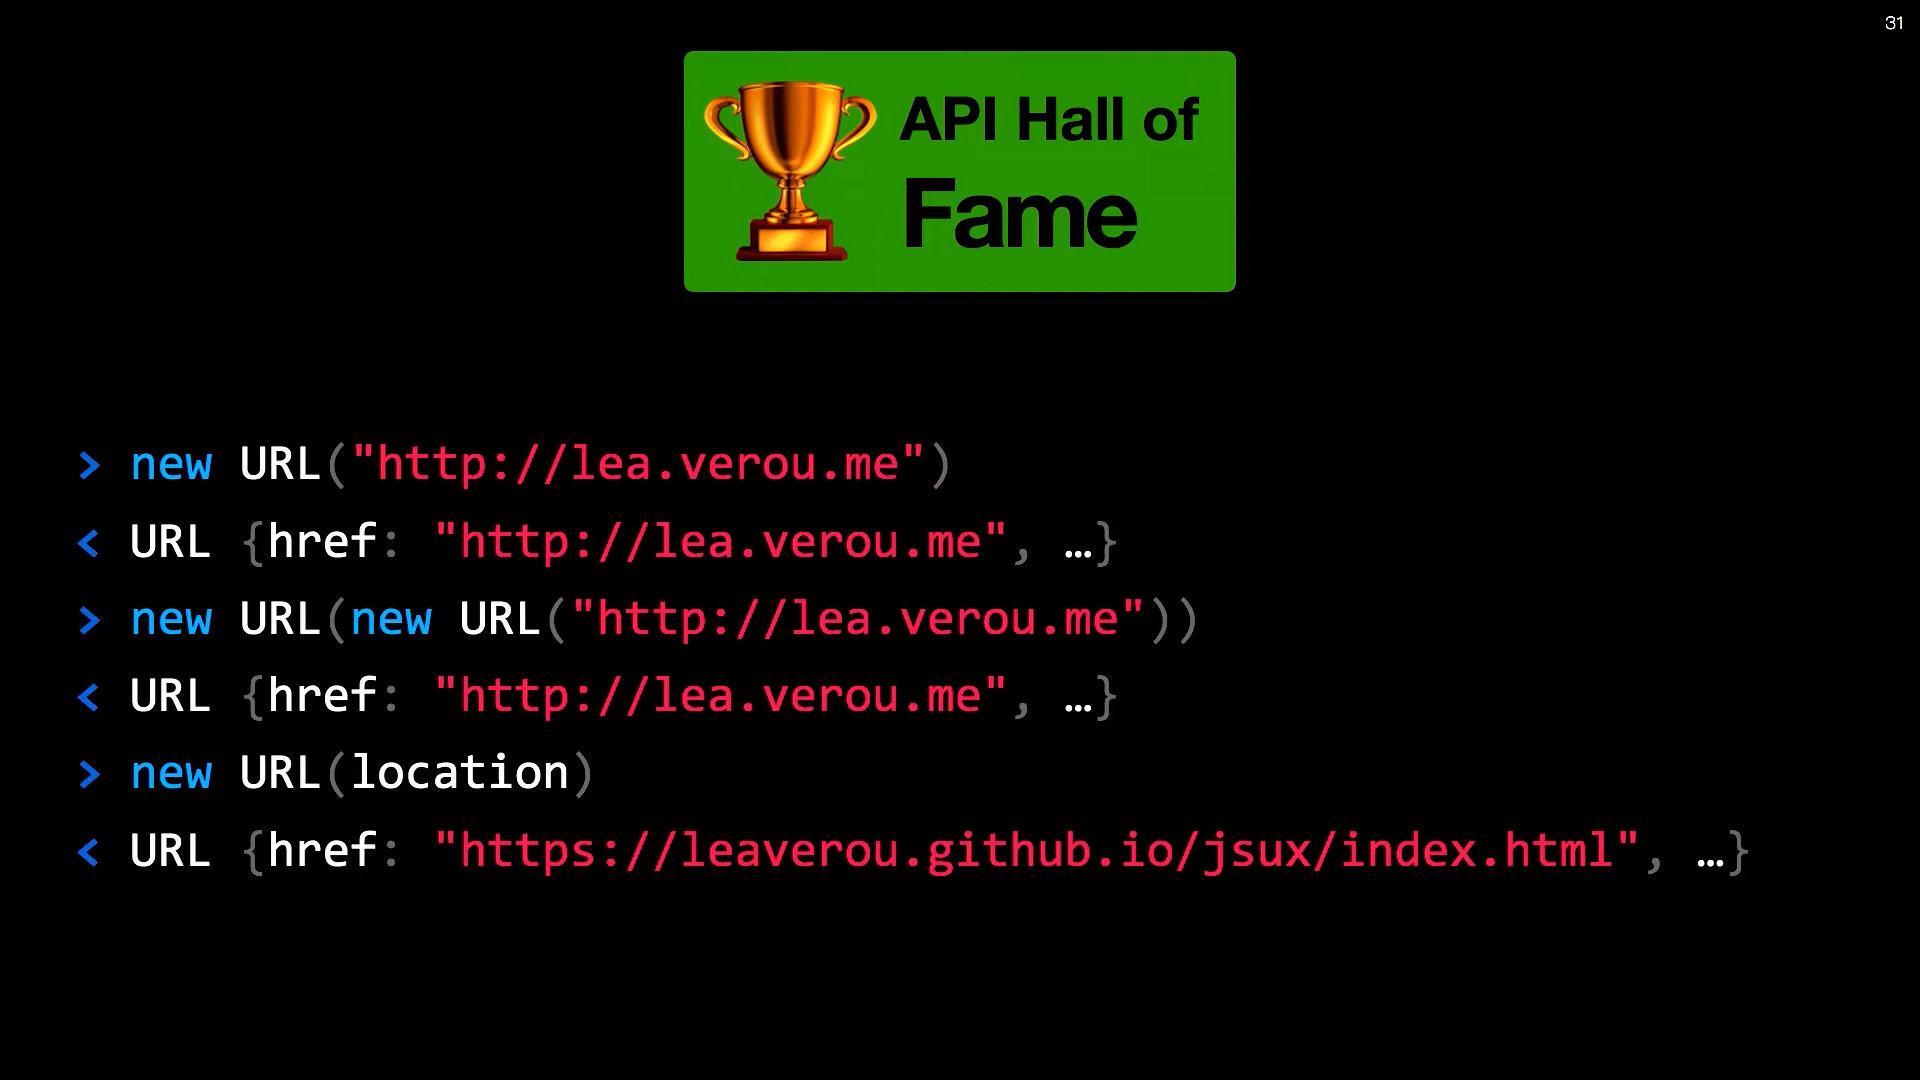 31
API Hall of
Fame
> new URL("http://lea.verou.me")
< URL {href: "http://lea.verou.me", …}
> new URL(new URL("http://lea.verou.me"))
< URL {href: "http://lea.verou.me", …}
> new URL(location)
< URL {href: "https://leaverou.github.io/jsux/index.html", …}